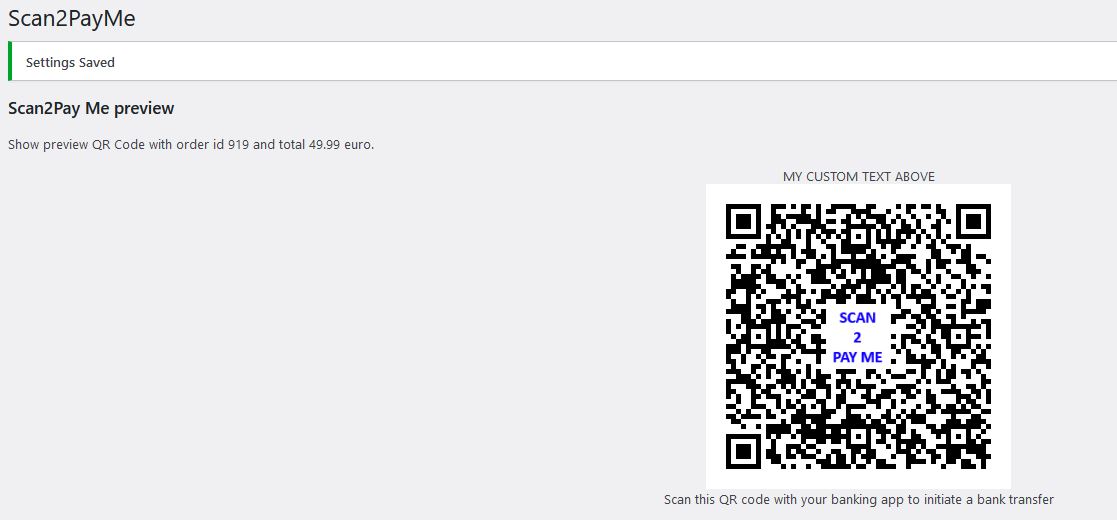 Scan2PayMe
Settings Saved
Scan2Pay Me preview
Show preview QR Code with order id 919 and total 49.99 euro.
MY CUSTOM TEXT ABOVE
SCAN
2
PAY ME
Scan this QR code with your banking app to initiate a bank transfer